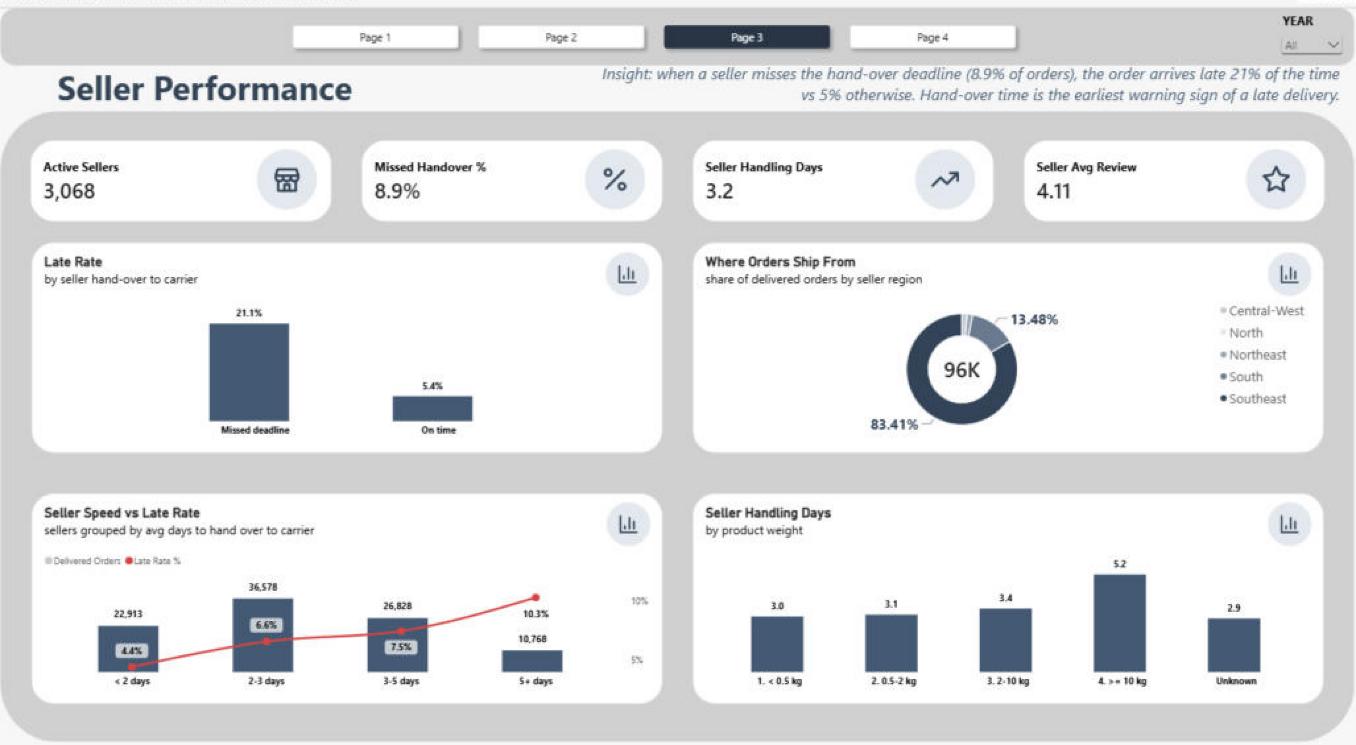 Page 1
Page 2
Page 3
Page 4
YEAR
All
Seller Performance
Insight: when a seller misses the hand-over deadline (8.9% of orders), the order arrives late 21% of the time
vs 5% otherwise. Hand-over time is the earliest warning sign of a late delivery.
Active Sellers
3,068
Missed Handover %
8.9%
%
Seller Handling Days
3.2
Seller Avg Review
4.11
Late Rate
by seller hand-over to carrier
21.1%
5.4%
Missed deadline
On time
Where Orders Ship From
share of delivered orders by seller region
13.48%
96K
83.41%
Central-West
North
Northeast
South
Southeast
Seller Speed vs Late Rate
sellers grouped by avg days to hand over to carrier
Delivered Orders
Late Rate %
22,913
36,578
26,828
10,768
4.4%
6.6%
7.5%
10.3%
10%
5%
< 2 days
2-3 days
3-5 days
5+ days
Seller Handling Days
by product weight
3.0
3.1
3.4
5.2
2.9
1. < 0.5 kg
2. 0.5-2 kg
3. 2-10 kg
4. >= 10 kg
Unknown